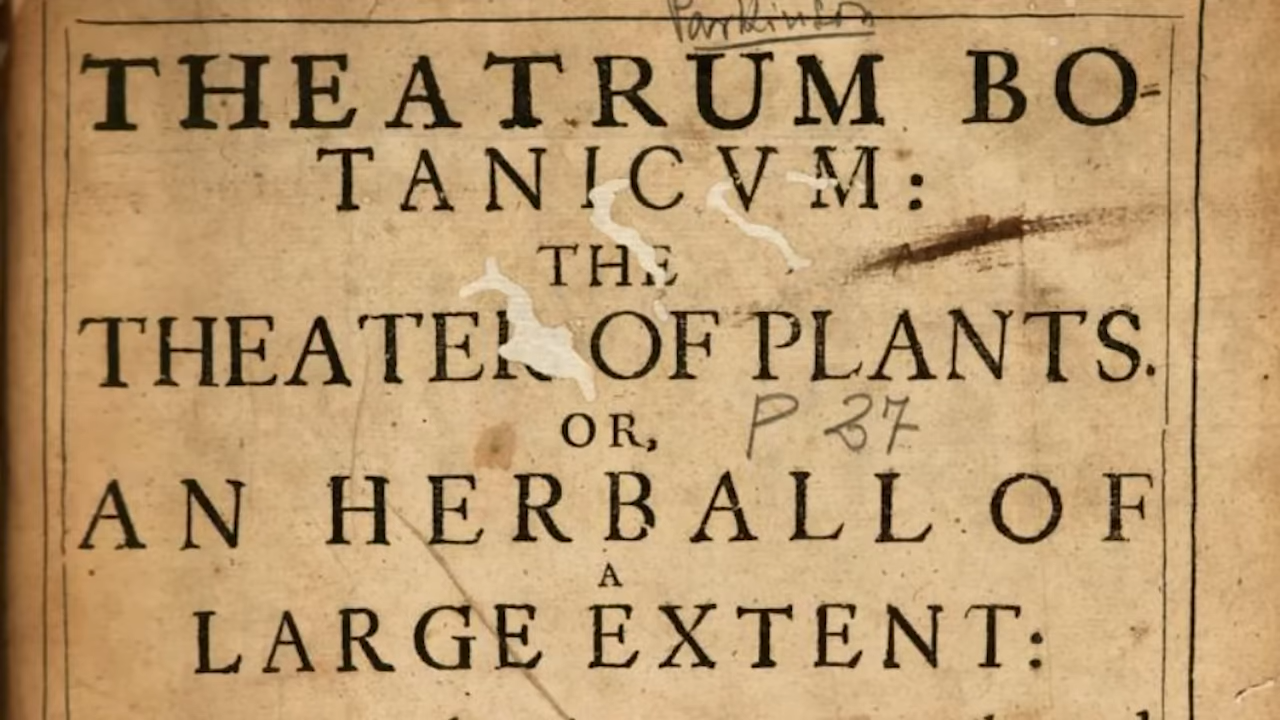 Parkinson
THEATRUM BO-
TANICVM:
THE
THEATER OF PLANTS.
OR,
P 37
AN HERBALL OF
A
LARGE EXTENT: